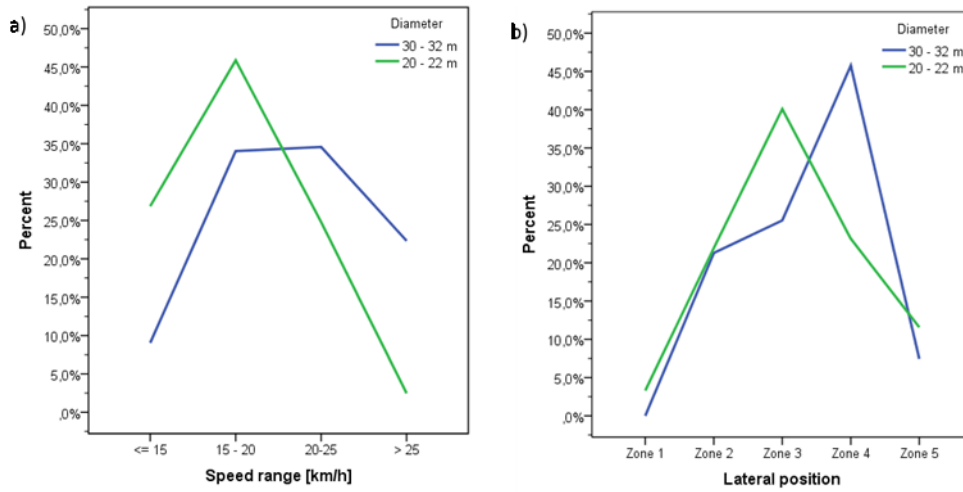 a)
Diameter
30 - 32 m
20 - 22 m
50,0%
45,0%
40,0%
35,0%
30,0%
25,0%
20,0%
15,0%
10,0%
5,0%
,0%
Percent
<= 15
15 - 20
20-25
> 25
Speed range [km/h]
b)
Diameter
30 - 32 m
20 - 22 m
50,0%
45,0%
40,0%
35,0%
30,0%
25,0%
20,0%
15,0%
10,0%
5,0%
,0%
Percent
Zone 1
Zone 2
Zone 3
Zone 4
Zone 5
Lateral position